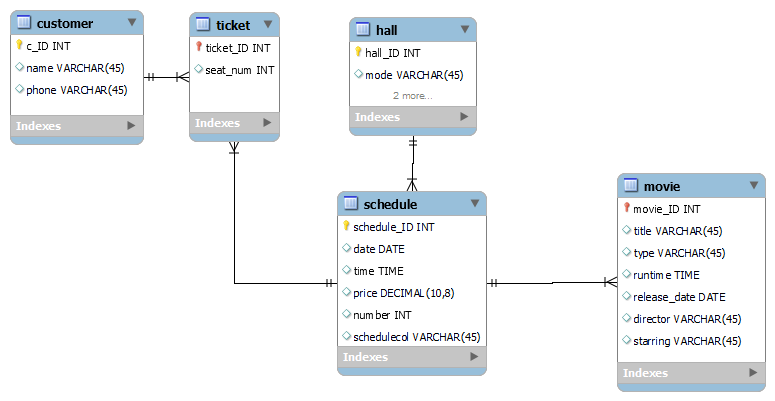 customer
c_ID INT
name VARCHAR(45)
phone VARCHAR(45)
Indexes
ticket
ticket_ID INT
seat_num INT
Indexes
hall
hall_ID INT
mode VARCHAR(45)
2 more...
Indexes
schedule
schedule_ID INT
date DATE
time TIME
price DECIMAL(10,8)
number INT
schedulecol VARCHAR(45)
Indexes
movie
movie_ID INT
title VARCHAR(45)
type VARCHAR(45)
runtime TIME
release_date DATE
director VARCHAR(45)
starring VARCHAR(45)
Indexes